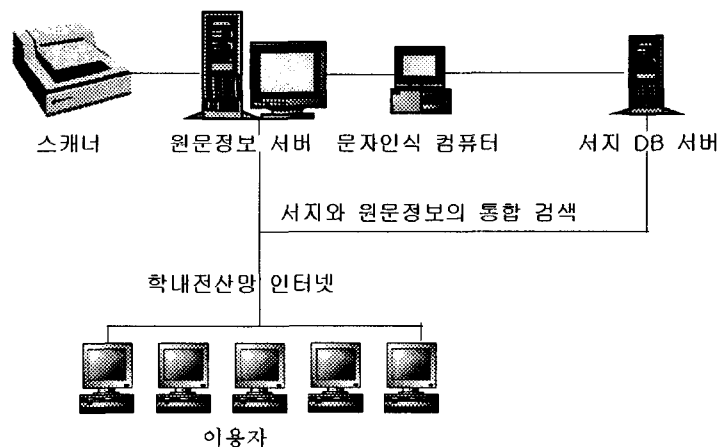 스캐너 원문정보 서버 문자인식 컴퓨터 서지 DB 서버
서지와 원문정보의 통합 검색
학내전산망 인터넷
이용자